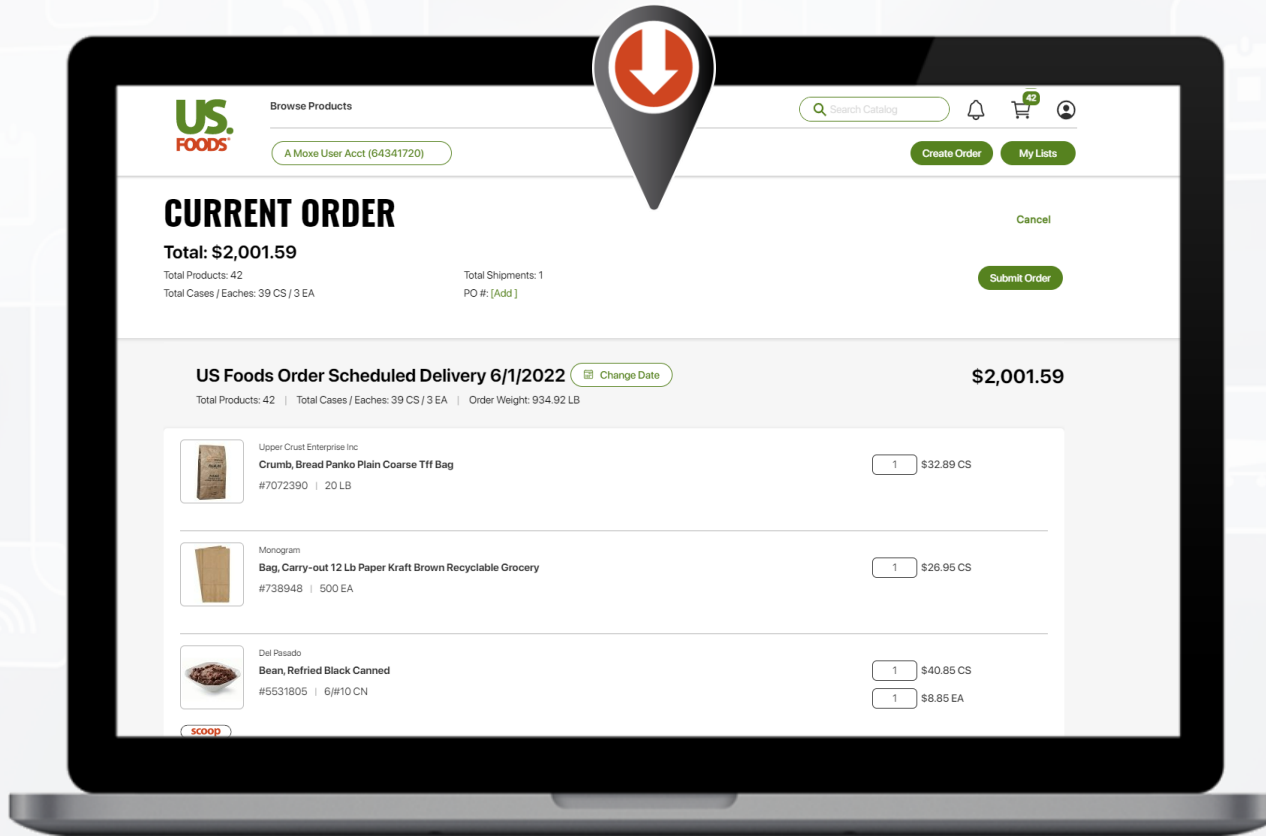 US.
FOODS®
Browse Products
Search Catalog
42
A Moxe User Acct (64341720)
Create Order
My Lists
CURRENT ORDER
Cancel
Total: $2,001.59
Total Products: 42
Total Shipments: 1
Submit Order
Total Cases / Eaches: 39 CS / 3 EA
PO #: [Add ]
US Foods Order Scheduled Delivery 6/1/2022
Change Date
$2,001.59
Total Products: 42 | Total Cases / Eaches: 39 CS / 3 EA | Order Weight: 934.92 LB
Upper Crust Enterprise Inc
Crumb, Bread Panko Plain Coarse Tff Bag
1 $32.89 CS
#7072390 | 20 LB
Monogram
Bag, Carry-out 12 Lb Paper Kraft Brown Recyclable Grocery
1 $26.95 CS
#738948 | 500 EA
Del Pasado
Bean, Refried Black Canned
1 $40.85 CS
#5531805 | 6/#10 CN
1 $8.85 EA
scoop